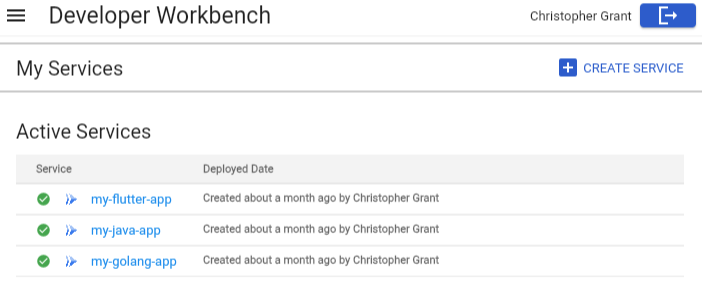 Developer Workbench
Christopher Grant
My Services
CREATE SERVICE
Active Services
Service Deployed Date
my-flutter-app Created about a month ago by Christopher Grant
my-java-app Created about a month ago by Christopher Grant
my-golang-app Created about a month ago by Christopher Grant